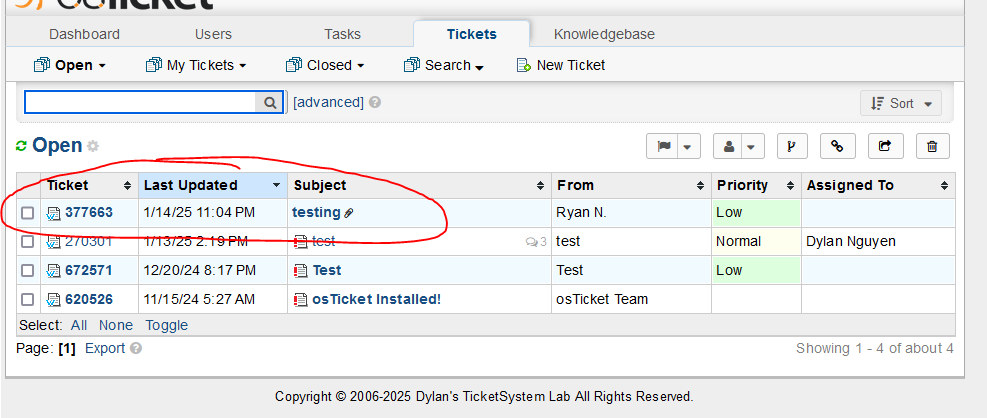 osTicket
Dashboard Users Tasks Tickets Knowledgebase
Open My Tickets Closed Search New Ticket
[advanced] ? Sort
Open
Ticket Last Updated Subject From Priority Assigned To
377663 1/14/25 11:04 PM testing Ryan N. Low
270301 1/13/25 2:19 PM test 3 test Normal Dylan Nguyen
672571 12/20/24 8:17 PM Test Test Low
620526 11/15/24 5:27 AM osTicket Installed! osTicket Team
Select: All None Toggle
Page: [1] Export ? Showing 1 - 4 of about 4
Copyright © 2006-2025 Dylan's TicketSystem Lab All Rights Reserved.